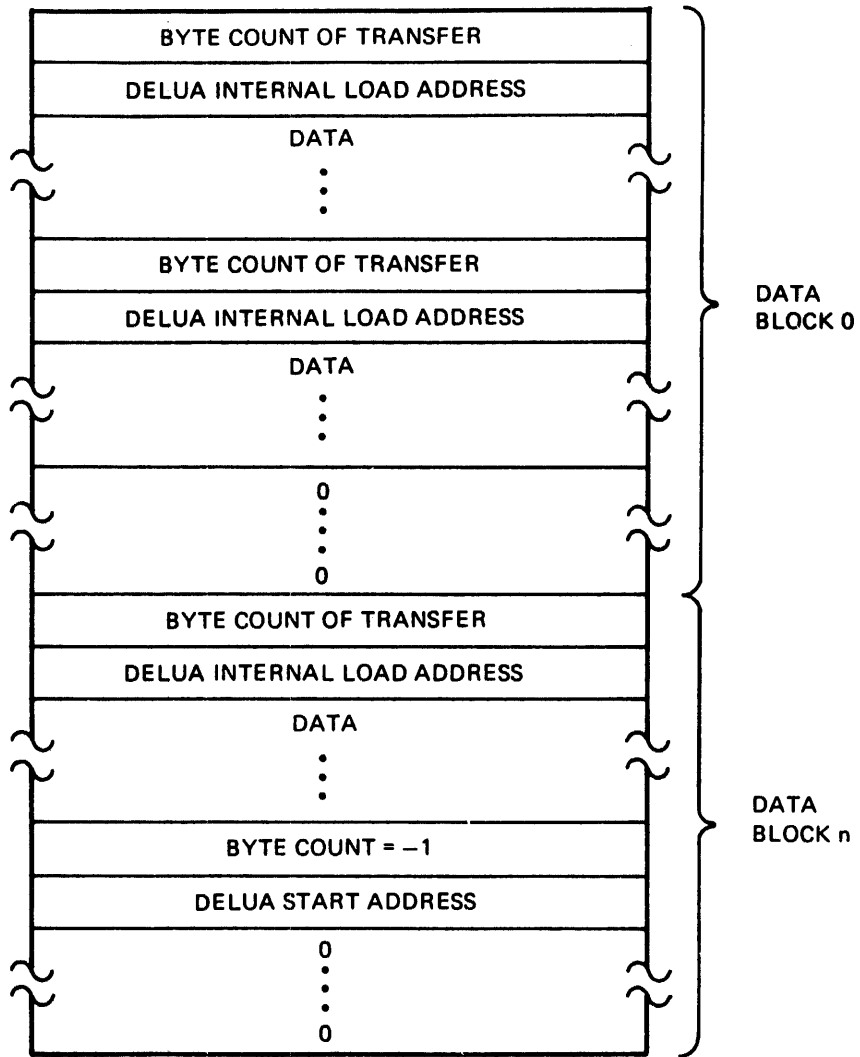 BYTE COUNT OF TRANSFER
DELUA INTERNAL LOAD ADDRESS
DATA
BYTE COUNT OF TRANSFER
DELUA INTERNAL LOAD ADDRESS
DATA
0
0
DATA
BLOCK 0
BYTE COUNT OF TRANSFER
DELUA INTERNAL LOAD ADDRESS
DATA
BYTE COUNT = –1
DELUA START ADDRESS
0
0
DATA
BLOCK n